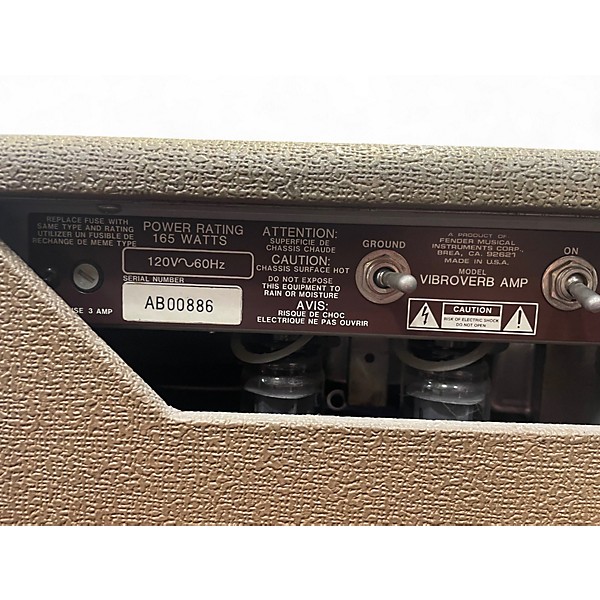 REPLACE FUSE WITH
SAME TYPE AND RATING
UTILIZER UN FUSIBLE DE
RECHANGE DE MEME TYPE
POWER RATING
165 WATTS
120V~60Hz
SERIAL NUMBER
AB00886
3 AMP
ATTENTION:
SUPERFICIE DE
CHASSIS CHAUDE
CAUTION:
CHASSIS SURFACE HOT
DO NOT EXPOSE
THIS EQUIPMENT TO
RAIN OR MOISTURE
AVIS:
RISQUE DE CHOC
ELECTRIQUE NE PAS OUVRIR
GROUND
A PRODUCT OF
FENDER MUSICAL
INSTRUMENTS CORP.
BREA, CA. 92621
MADE IN U.S.A.
MODEL
VIBROVERB AMP
CAUTION
RISK OF ELECTRIC SHOCK
DO NOT OPEN
ON